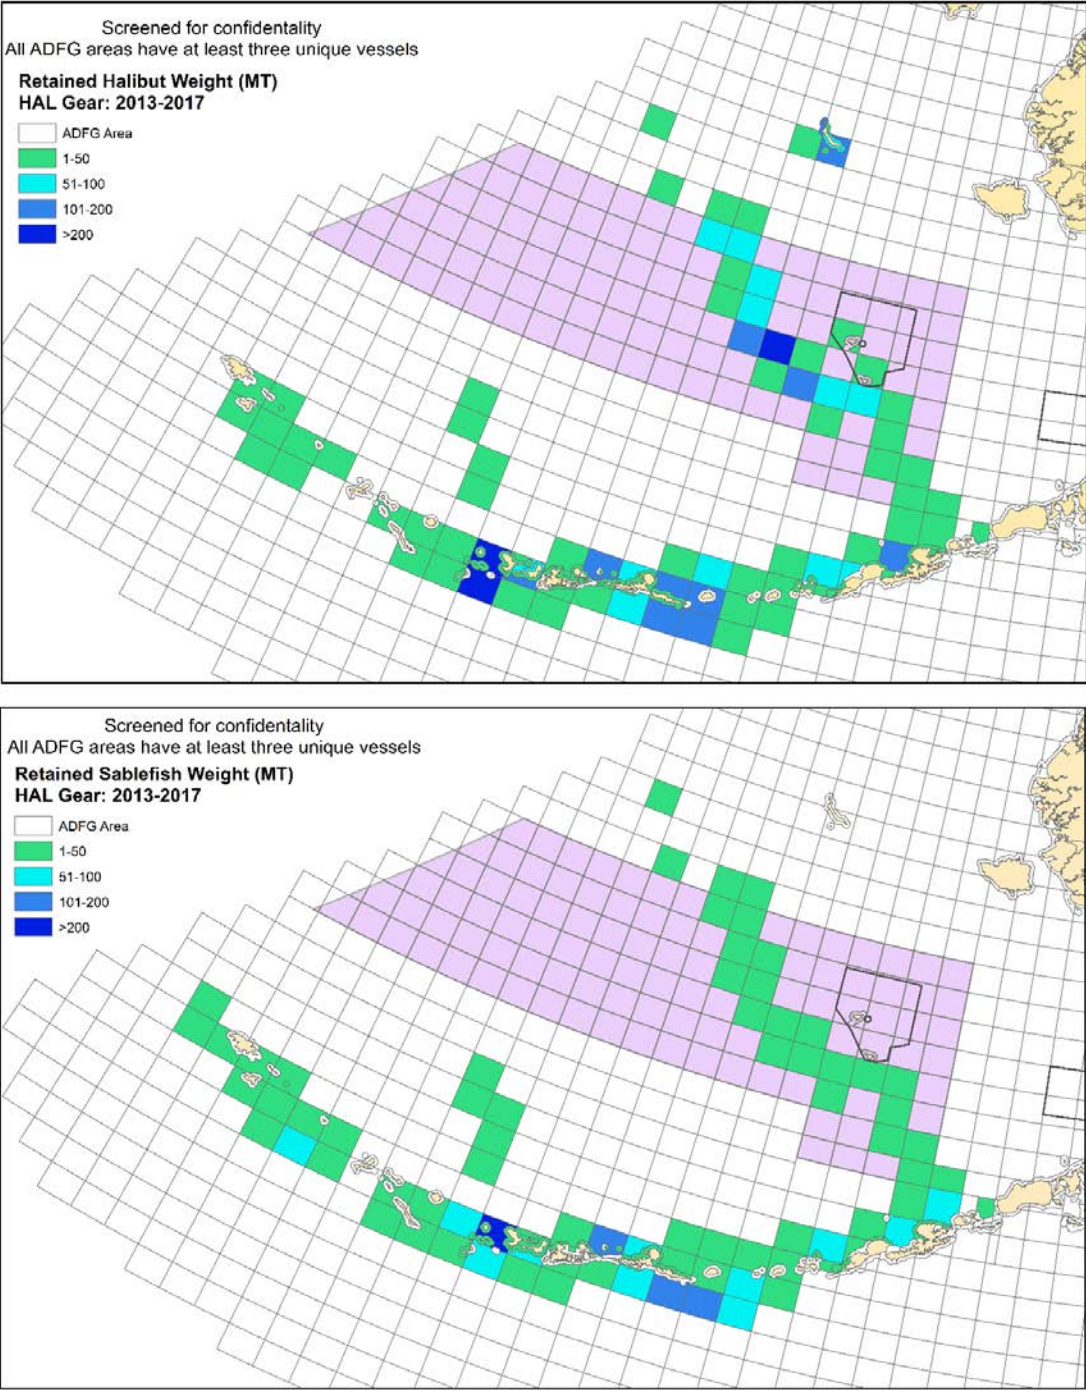 Screened for confidentality
All ADFG areas have at least three unique vessels
Retained Halibut Weight (MT)
HAL Gear: 2013-2017
ADFG Area
1-50
51-100
101-200
>200
Screened for confidentality
All ADFG areas have at least three unique vessels
Retained Sablefish Weight (MT)
HAL Gear: 2013-2017
ADFG Area
1-50
51-100
101-200
>200